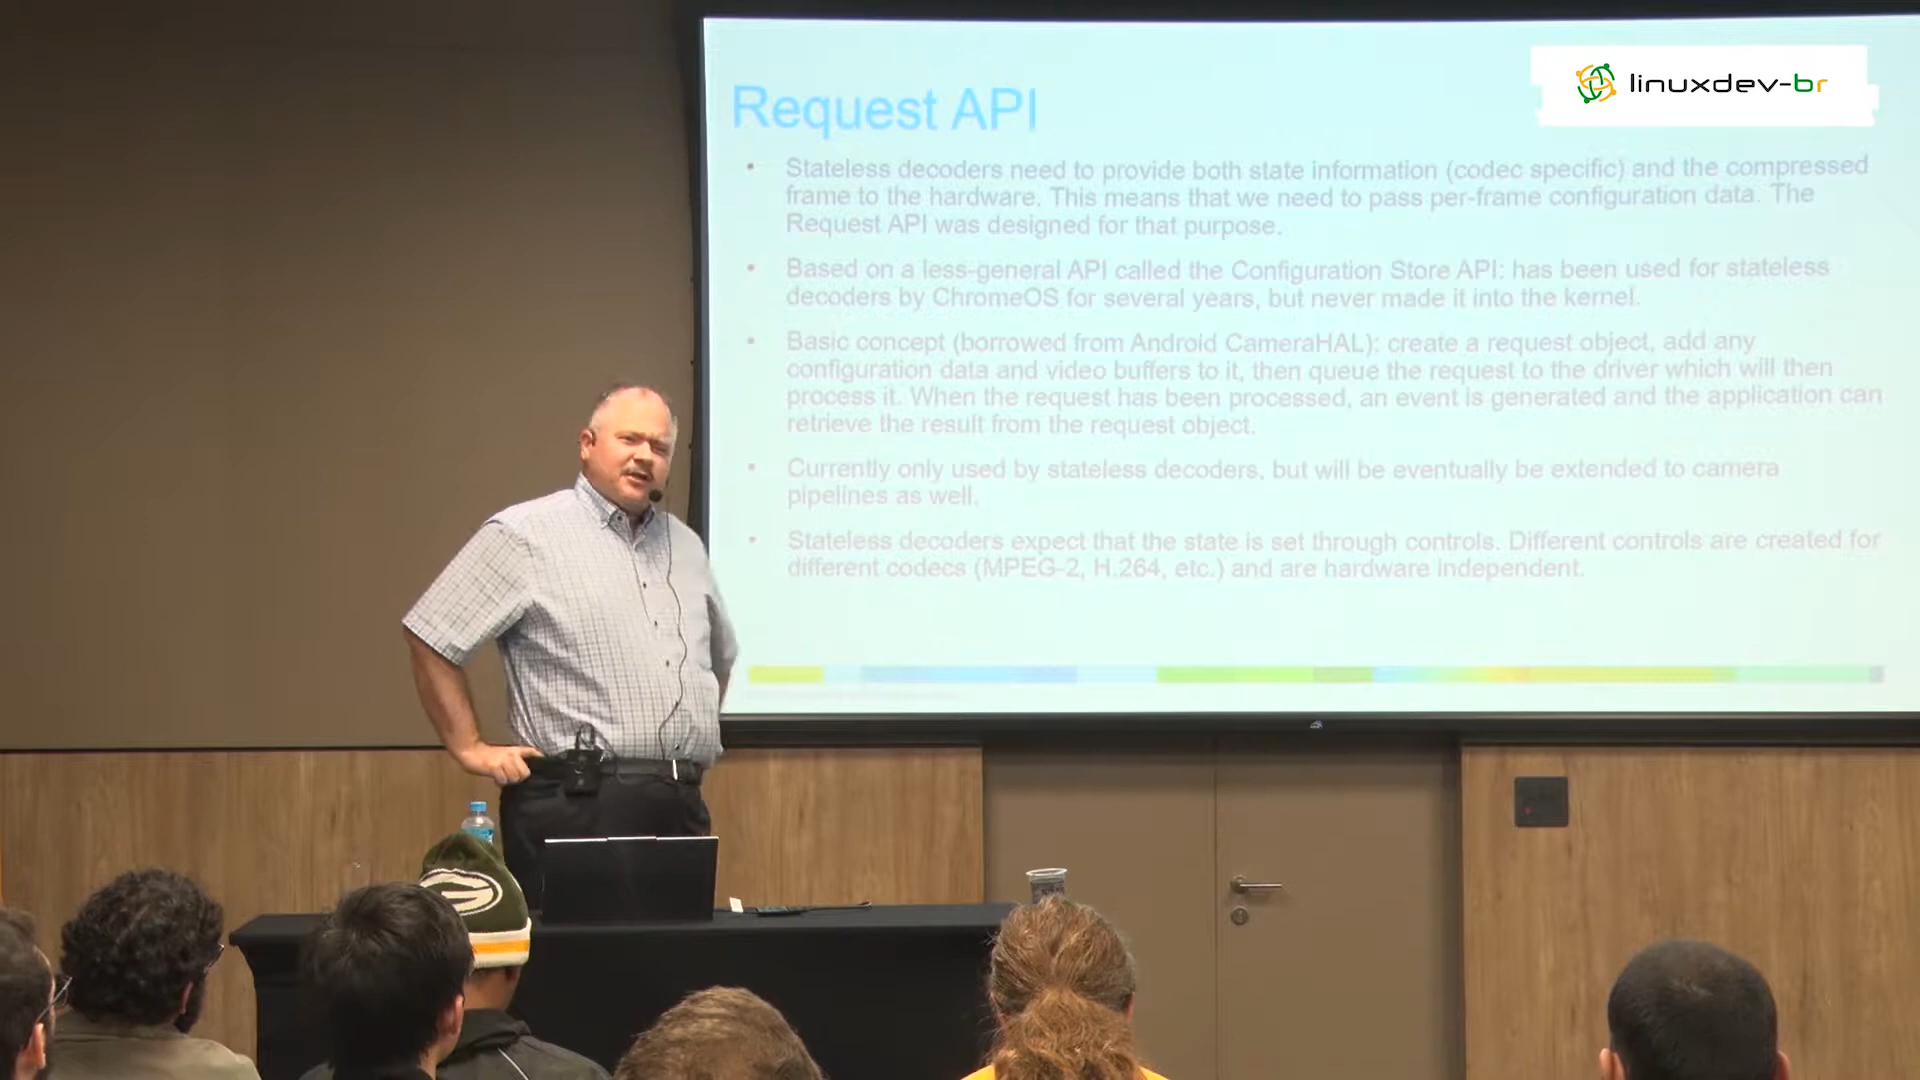 linuxdev-br
Request API
• Stateless decoders need to provide both state information (codec specific) and the compressed
frame to the hardware. This means that we need to pass per-frame configuration data. The
Request API was designed for that purpose.
• Based on a less-general API called the Configuration Store API: has been used for stateless
decoders by ChromeOS for several years, but never made it into the kernel.
• Basic concept (borrowed from Android CameraHAL): create a request object, add any
configuration data and video buffers to it, then queue the request to the driver which will then
process it. When the request has been processed, an event is generated and the application can
retrieve the result from the request object.
• Currently only used by stateless decoders, but will be eventually be extended to camera
pipelines as well.
• Stateless decoders expect that the state is set through controls. Different controls are created for
different codecs (MPEG-2, H.264, etc.) and are hardware independent.
G